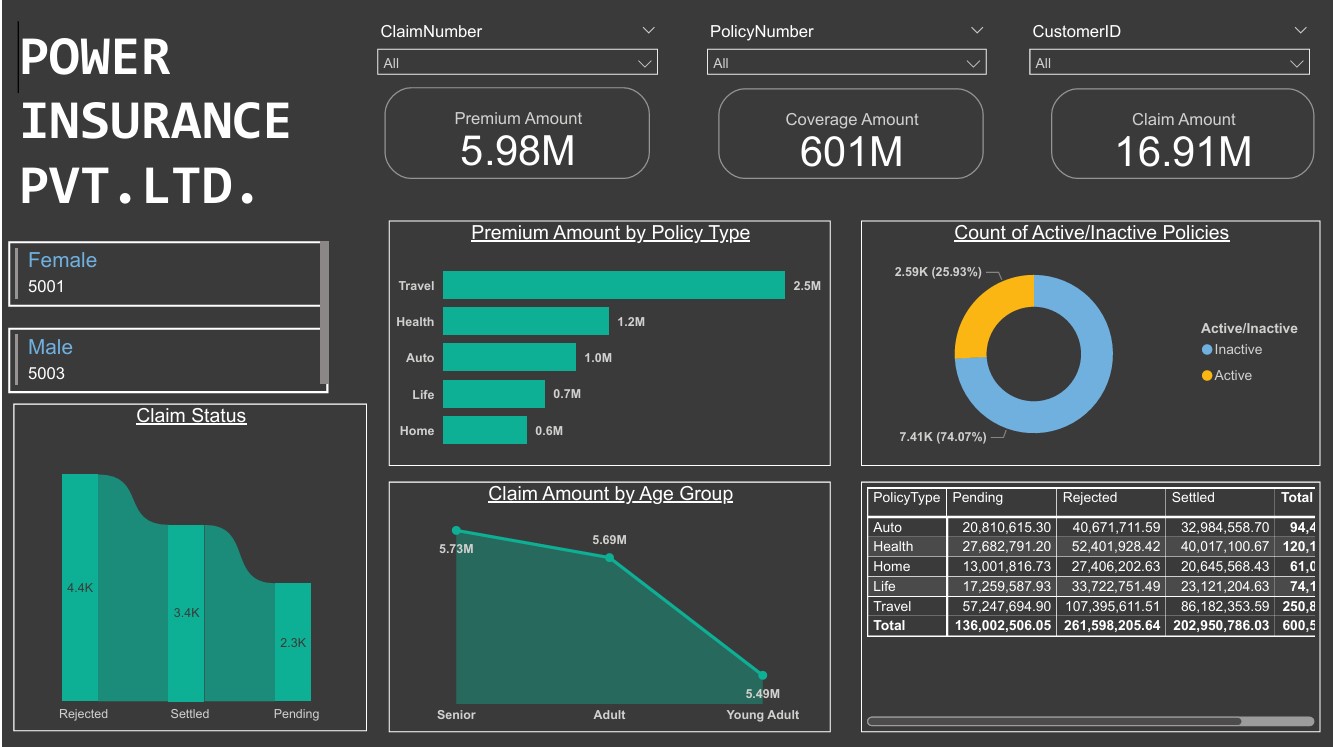 POWER
INSURANCE
PVT.LTD.
ClaimNumber
All
PolicyNumber
All
CustomerID
All
Premium Amount
5.98M
Coverage Amount
601M
Claim Amount
16.91M
Female
5001
Male
5003
Claim Status
4.4K
3.4K
2.3K
Rejected Settled Pending
Premium Amount by Policy Type
Travel 2.5M
Health 1.2M
Auto 1.0M
Life 0.7M
Home 0.6M
Count of Active/Inactive Policies
2.59K (25.93%)
7.41K (74.07%)
Active/Inactive
Inactive
Active
Claim Amount by Age Group
5.73M
5.69M
5.49M
Senior Adult Young Adult
PolicyType Pending Rejected Settled Total
Auto 20,810,615.30 40,671,711.59 32,984,558.70 94,4
Health 27,682,791.20 52,401,928.42 40,017,100.67 120,1
Home 13,001,816.73 27,406,202.63 20,645,568.43 61,0
Life 17,259,587.93 33,722,751.49 23,121,204.63 74,1
Travel 57,247,694.90 107,395,611.51 86,182,353.59 250,8
Total 136,002,506.05 261,598,205.64 202,950,786.03 600,5